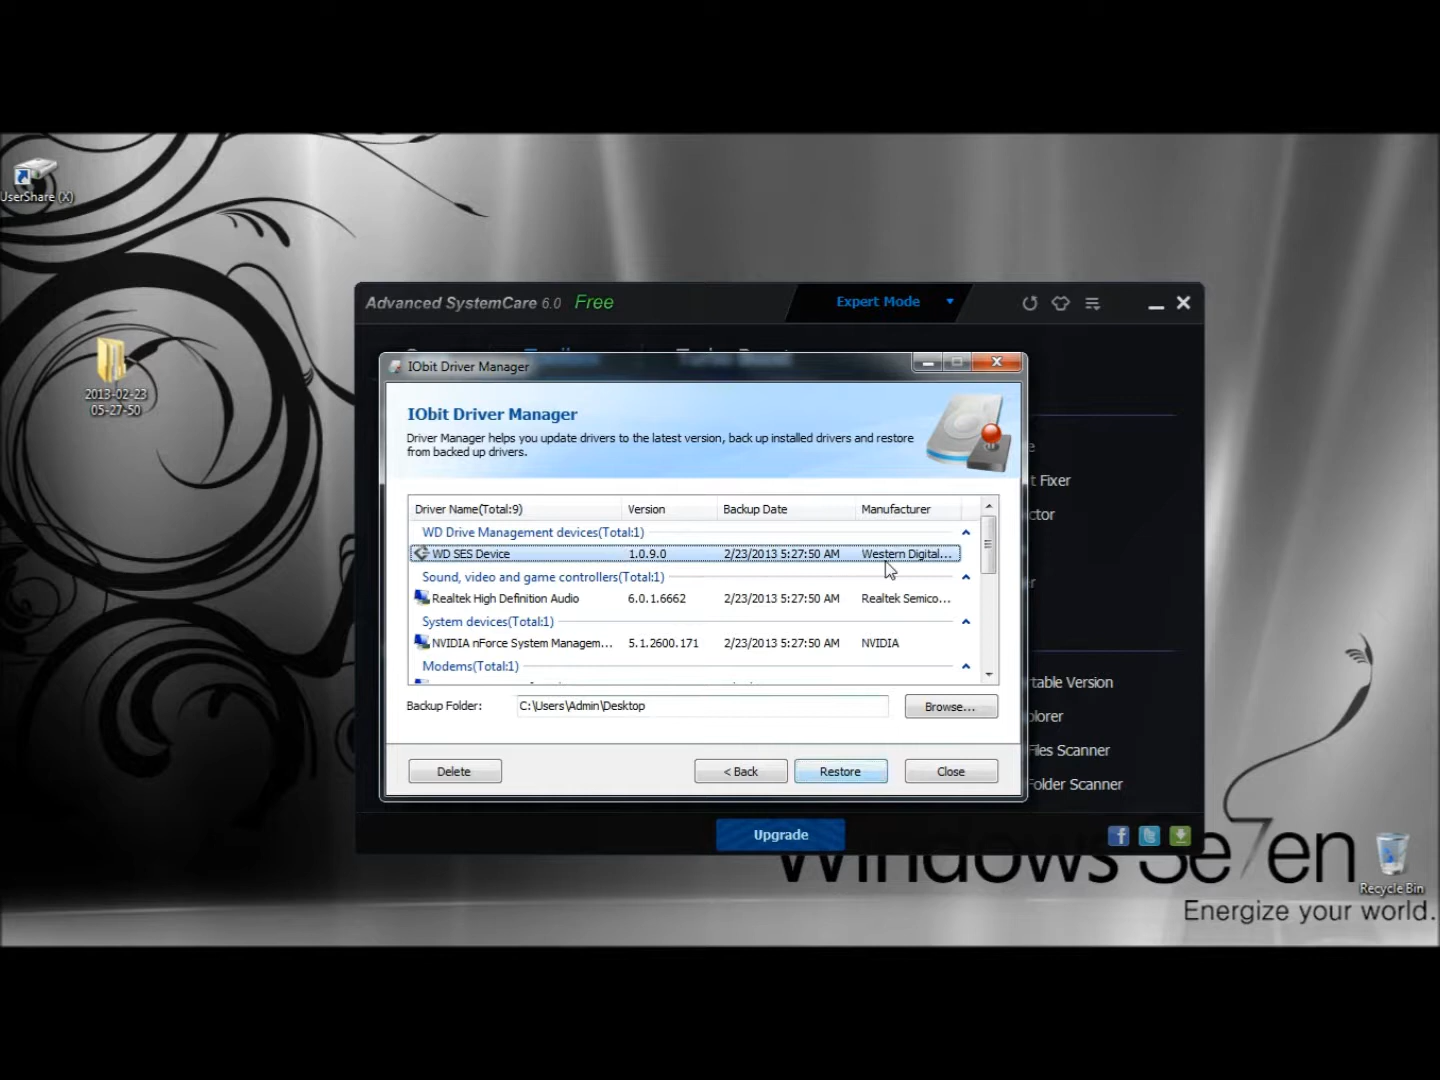 UserShare (X)
2013-02-23
05-27-50
Advanced SystemCare 6.0 Free
Expert Mode
IObit Driver Manager
IObit Driver Manager
Driver Manager helps you update drivers to the latest version, back up installed drivers and restore
from backed up drivers.
Driver Name(Total:9) Version Backup Date Manufacturer
WD Drive Management devices(Total:1)
WD SES Device 1.0.9.0 2/23/2013 5:27:50 AM Western Digital...
Sound, video and game controllers(Total:1)
Realtek High Definition Audio 6.0.1.6662 2/23/2013 5:27:50 AM Realtek Semico...
System devices(Total:1)
NVIDIA nForce System Managem... 5.1.2600.171 2/23/2013 5:27:50 AM NVIDIA
Modems(Total:1)
Backup Folder: C:\Users\Admin\Desktop Browse...
Delete < Back Restore Close
t Fixer
ctor
table Version
plorer
Files Scanner
Folder Scanner
Upgrade
Windows Se7en
Energize your world.
Recycle Bin